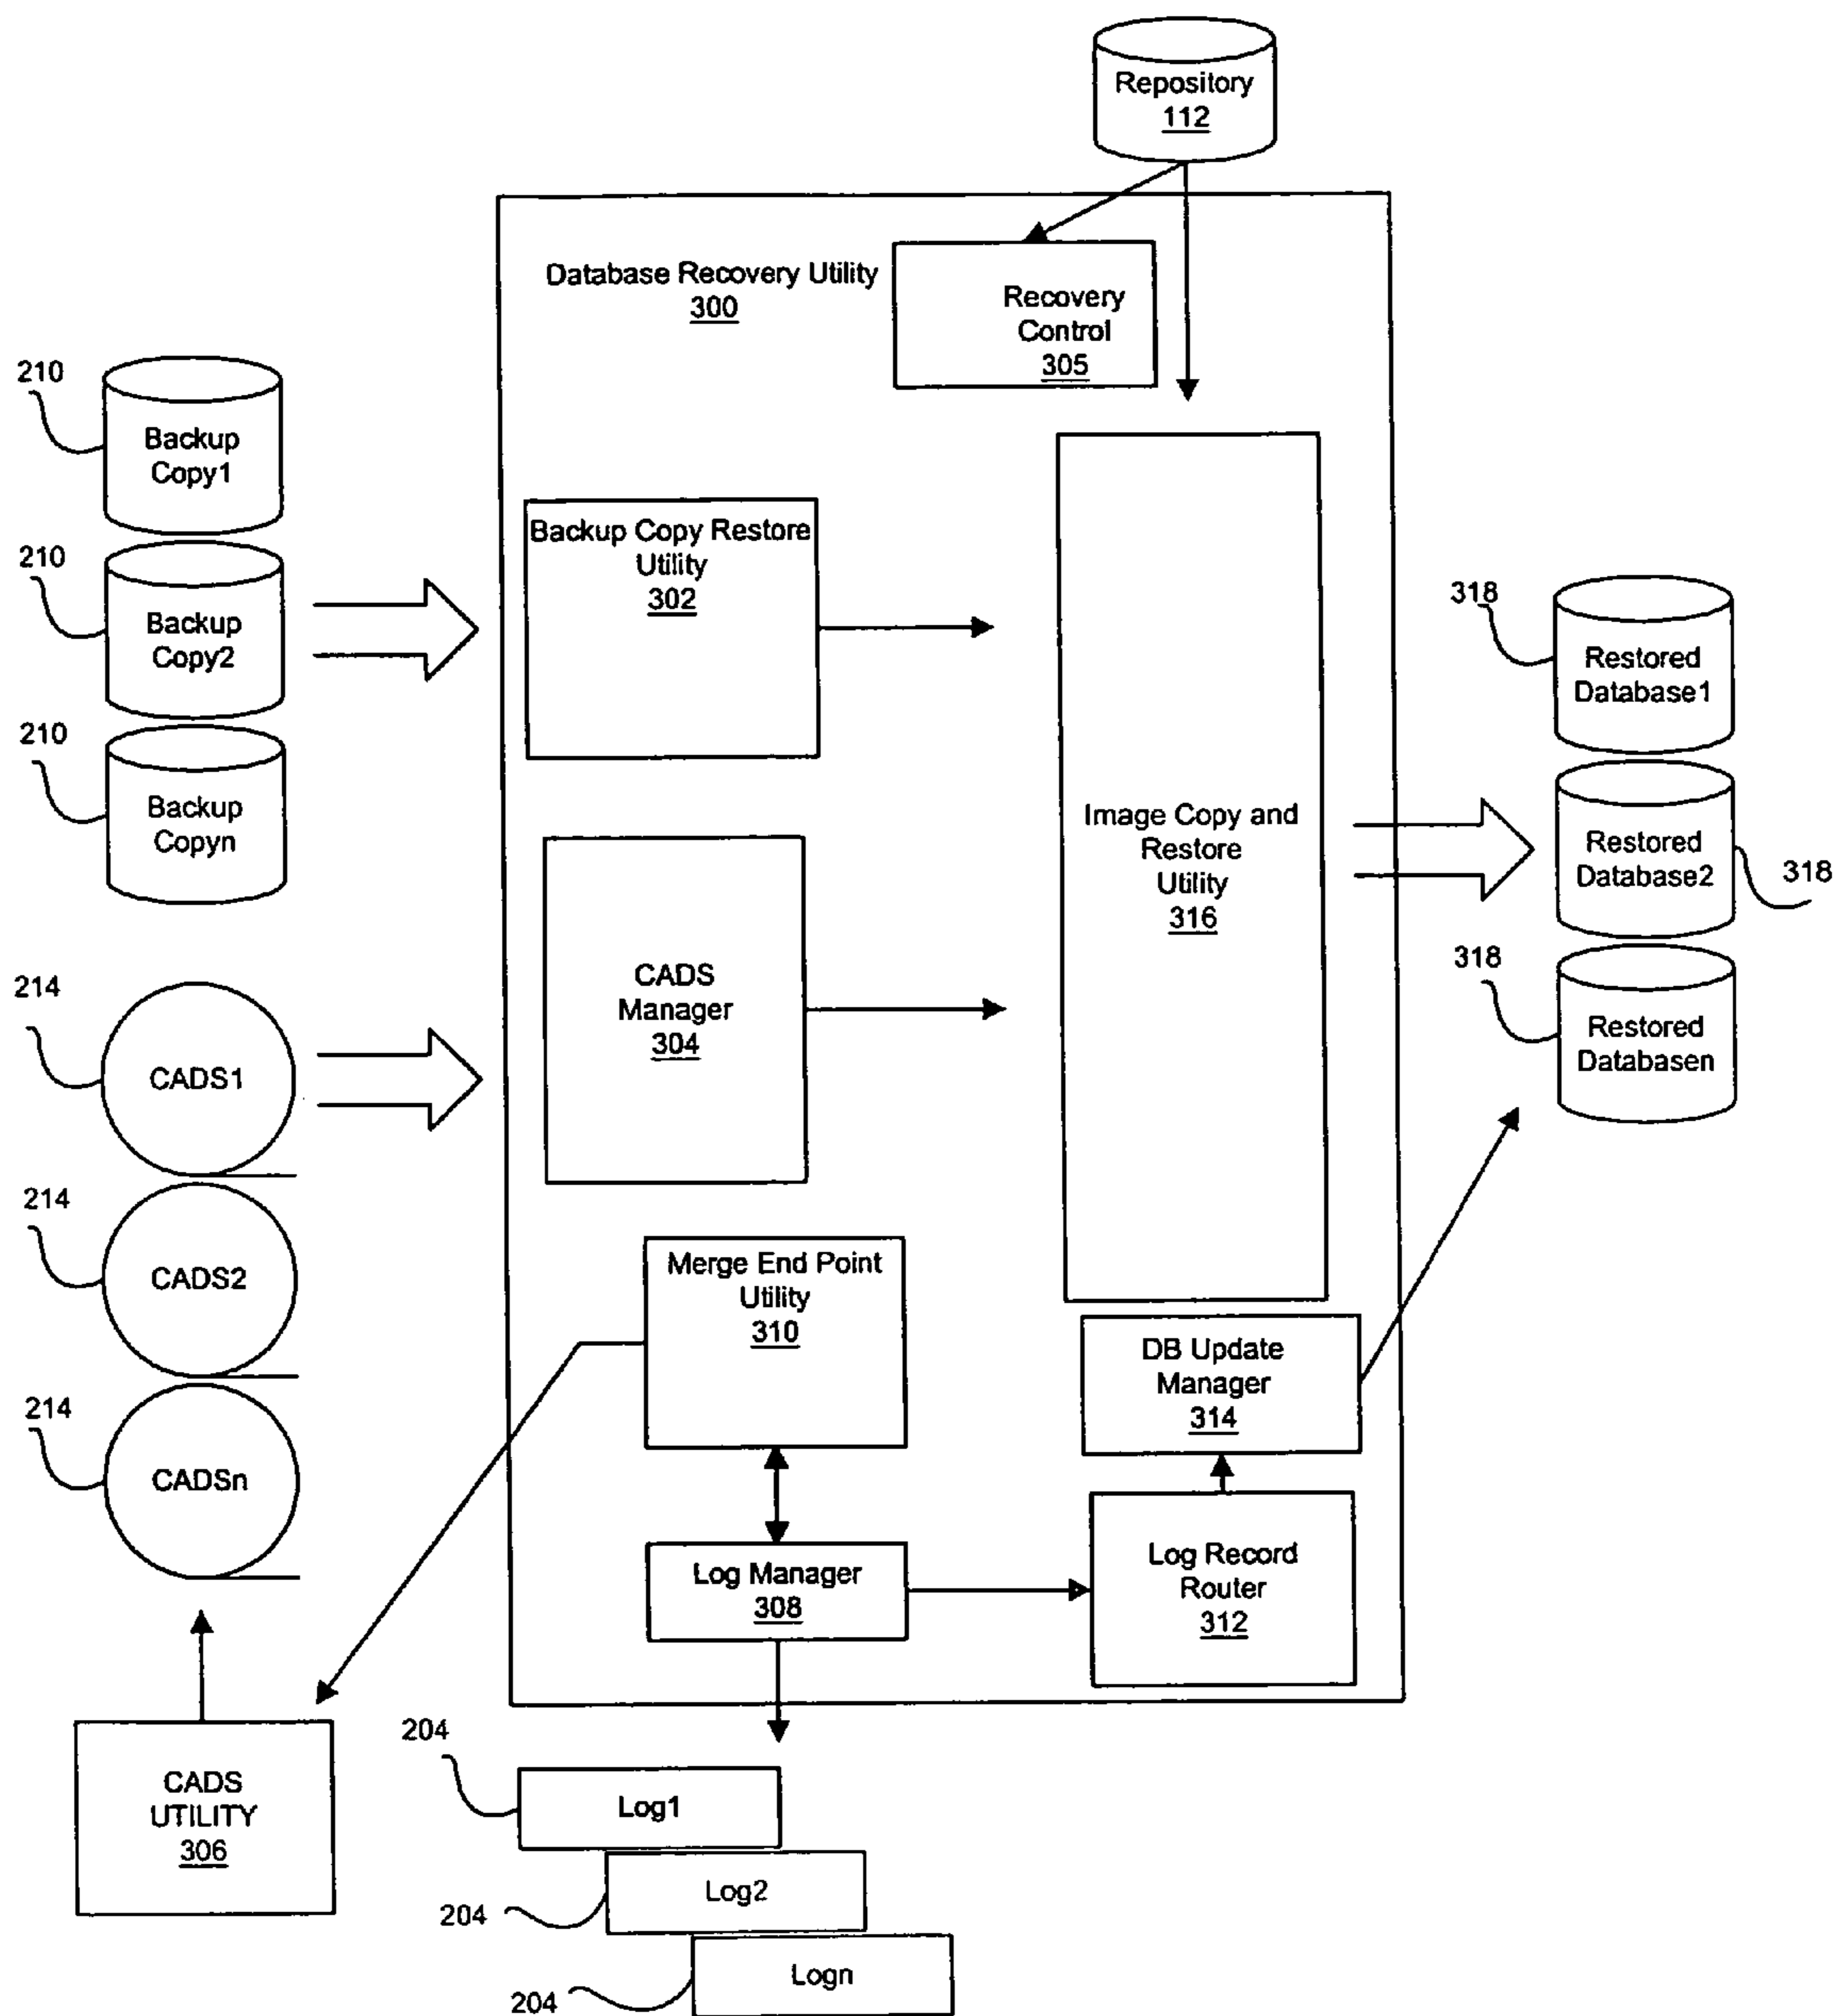 Repository
112
Database Recovery Utility
300
Recovery
Control
305
210
Backup
Copy1
210
Backup
Copy2
210
Backup
Copyn
Backup Copy Restore
Utility
302
Image Copy and
Restore
Utility
316
318
Restored
Database1
Restored
Database2
318
318
Restored
Databasen
CADS
Manager
304
214
CADS1
214
CADS2
214
CADSn
Merge End Point
Utility
310
DB Update
Manager
314
Log Manager
308
Log Record
Router
312
CADS
UTILITY
306
204
Log1
204
Log2
204
Logn